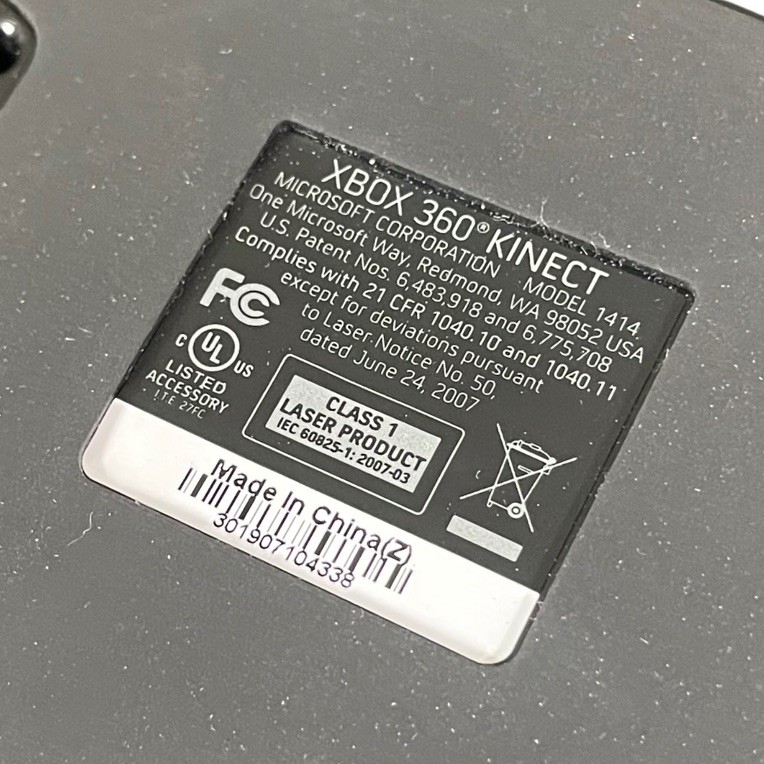 XBOX 360® KINECT
MICROSOFT CORPORATION MODEL 1414
One Microsoft Way, Redmond, WA 98052 USA
U.S. Patent Nos. 6,483,918 and 6,775,708
Complies with 21 CFR 1040.10 and 1040.11
except for deviations pursuant
to Laser Notice No. 50,
dated June 24, 2007
FC
C UL US
LISTED
ACCESSORY
I.T.E. 27FC
CLASS 1
LASER PRODUCT
IEC 60825-1: 2007-03
Made in China(Z)
301907104338